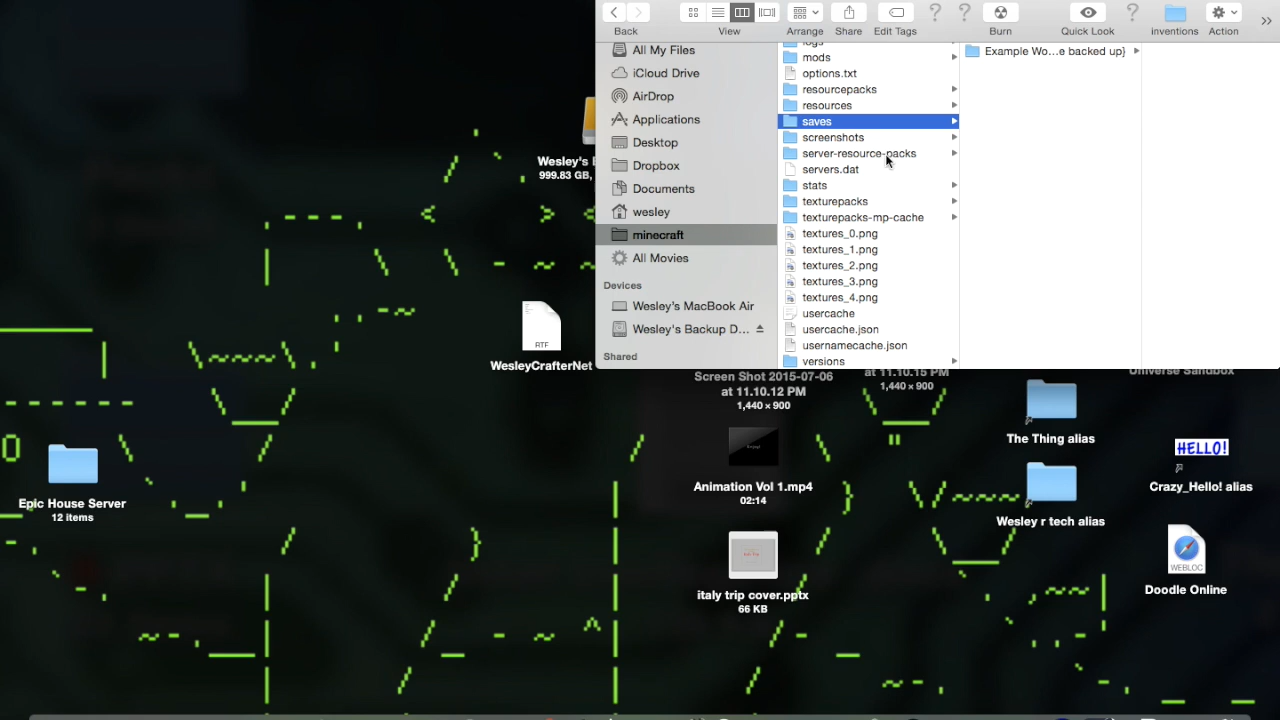 Back
View
Arrange
Share
Edit Tags
Burn
Quick Look
inventions
Action
All My Files
iCloud Drive
AirDrop
Applications
Desktop
Dropbox
Documents
wesley
minecraft
All Movies
Devices
Wesley's MacBook Air
Wesley's Backup D...
Shared
logs
mods
options.txt
resourcepacks
resources
saves
screenshots
server-resource-packs
servers.dat
stats
texturepacks
texturepacks-mp-cache
textures_0.png
textures_1.png
textures_2.png
textures_3.png
textures_4.png
usercache
usercache.json
usernamecache.json
versions
Example Wo...e backed up}
Wesley's
999.83 GB,
RTF
WesleyCrafterNet
Epic House Server
12 items
Screen Shot 2015-07-06
at 11.10.12 PM
1,440 × 900
at 11.10.15 PM
1,440 × 900
Animation Vol 1.mp4
02:14
italy trip cover.pptx
66 KB
Universe Sandbox
The Thing alias
HELLO!
Crazy_Hello! alias
Wesley r tech alias
WEBLOC
Doodle Online